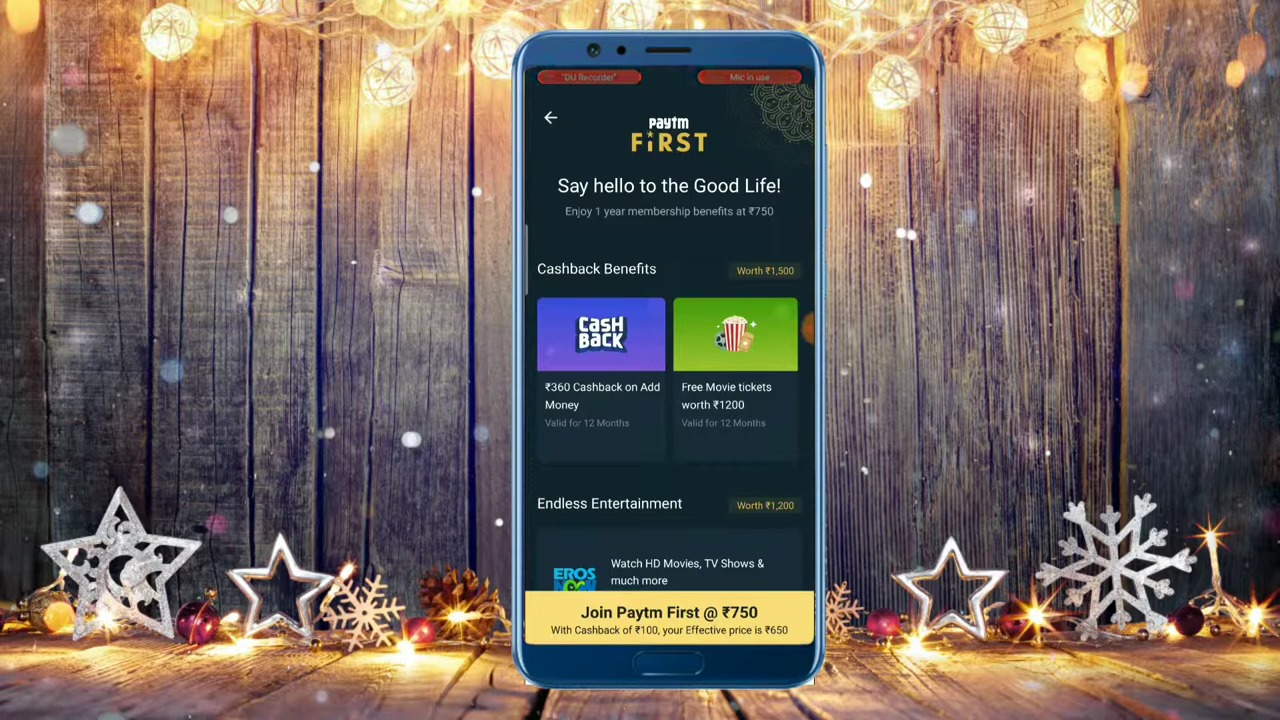 "DU Recorder" Mic in use
paytm
FIRST
Say hello to the Good Life!
Enjoy 1 year membership benefits at ₹750
Cashback Benefits Worth ₹1,500
CASH
BACK
₹360 Cashback on Add Money
Valid for 12 Months
Free Movie tickets
worth ₹1200
Valid for 12 Months
Endless Entertainment Worth ₹1,200
EROS
NOW
Watch HD Movies, TV Shows &
much more
Join Paytm First @ ₹750
With Cashback of ₹100, your Effective price is ₹650